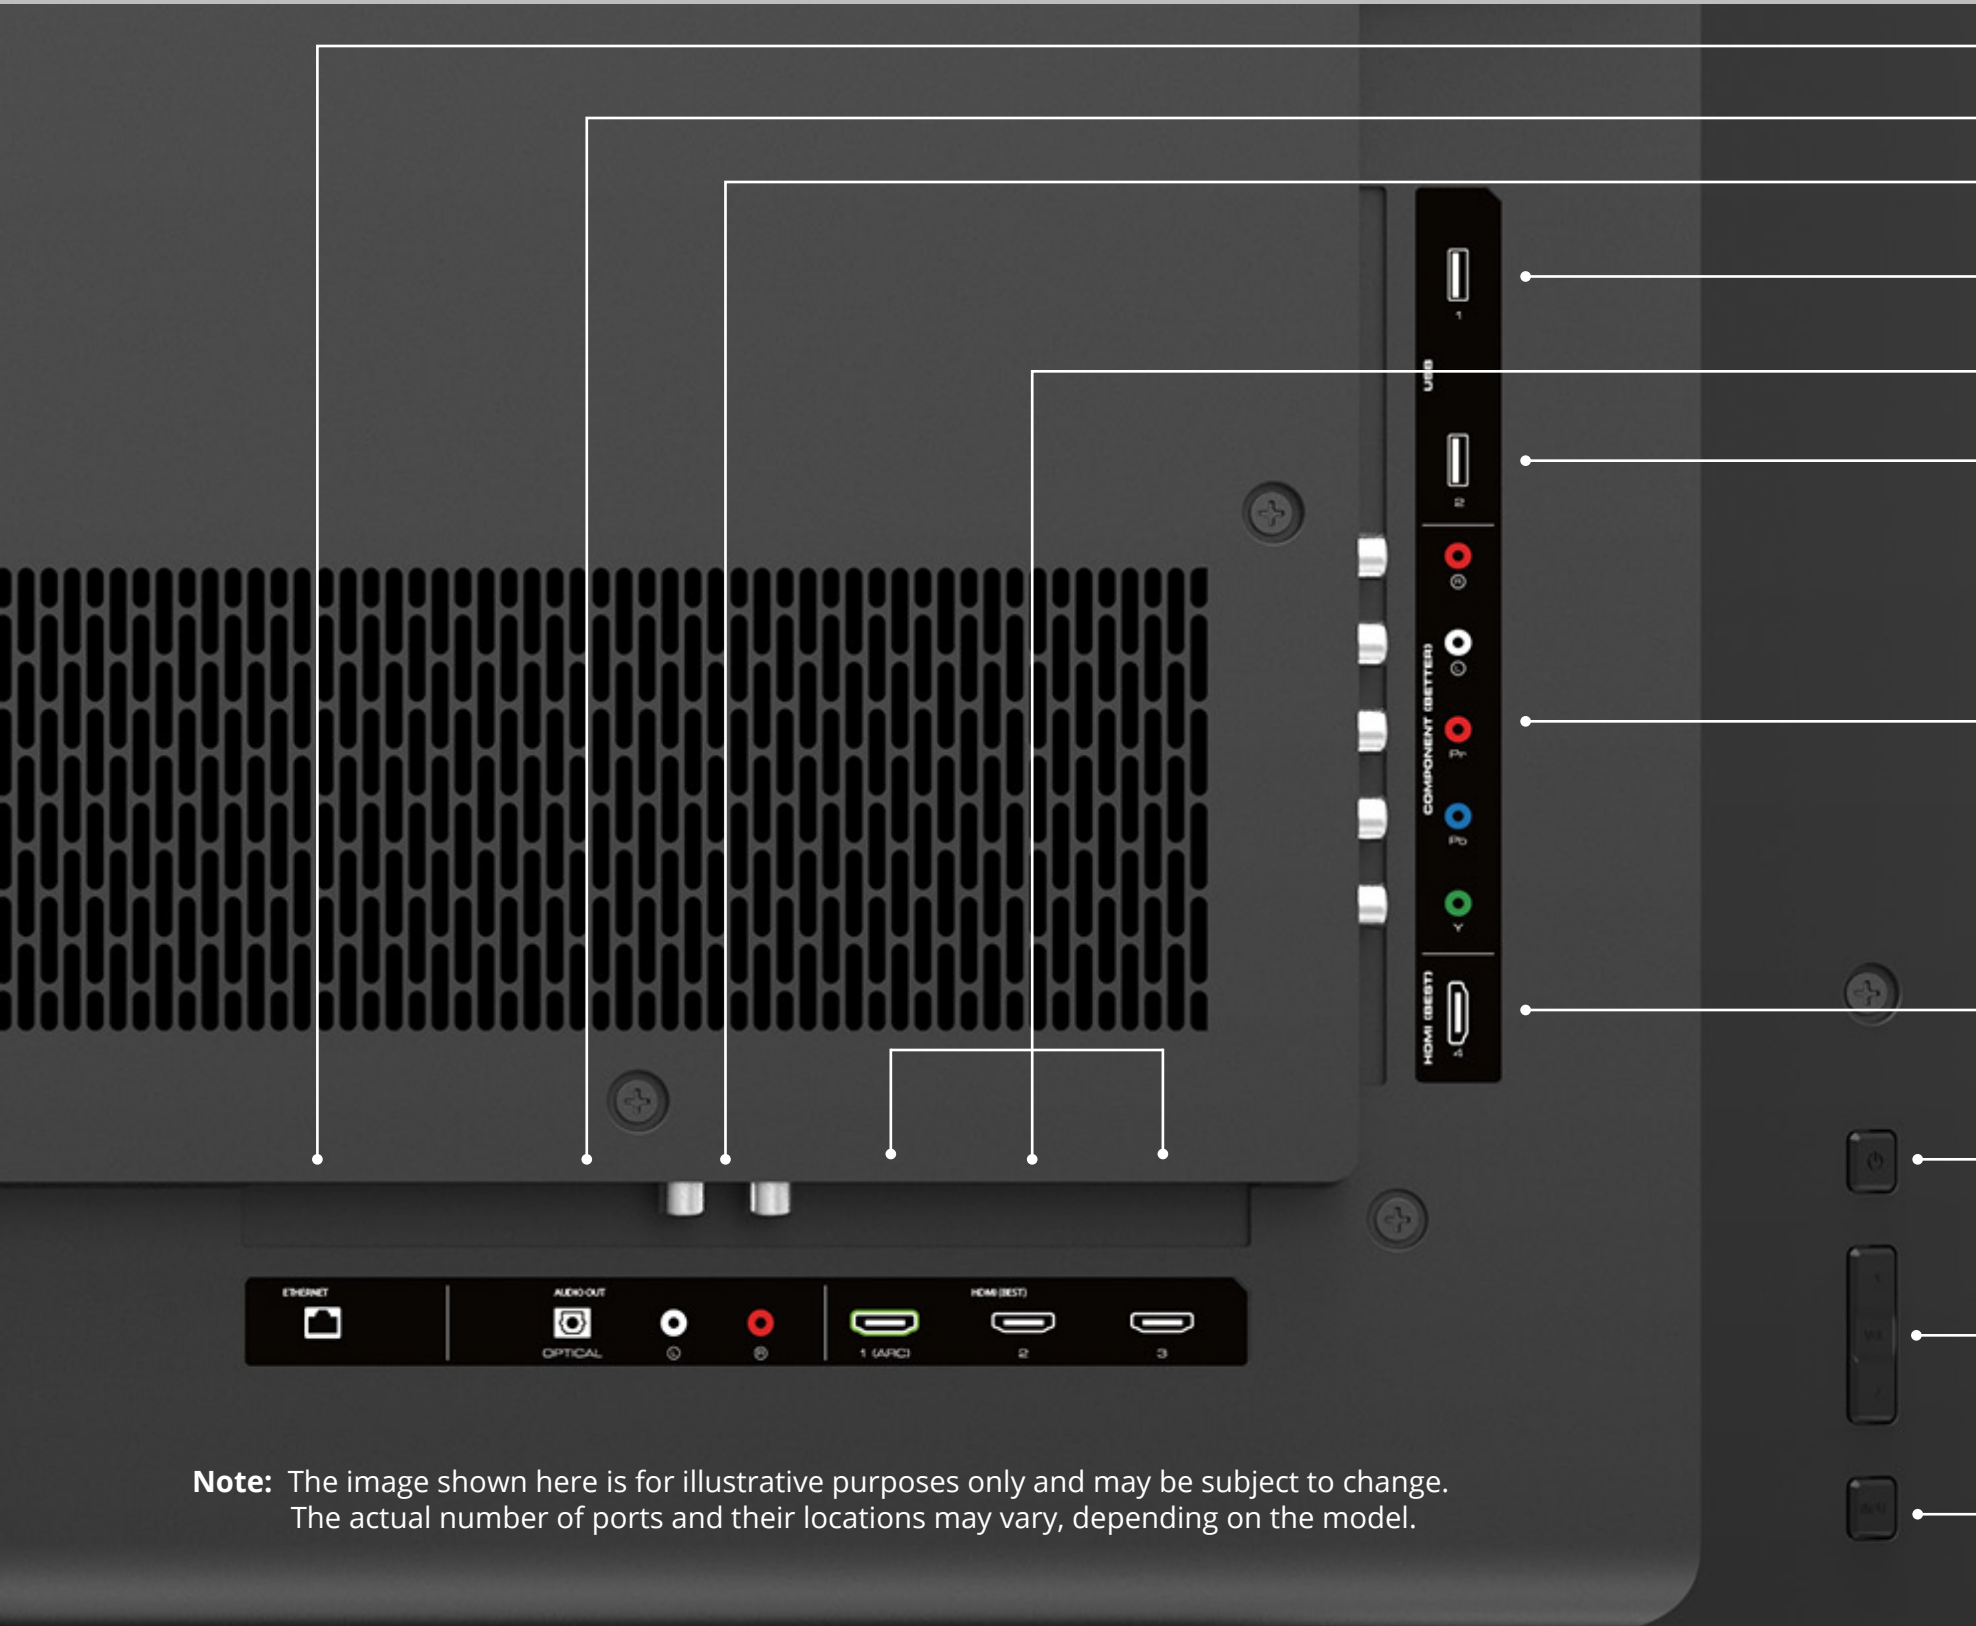 1
USB
2
R
L
COMPONENT (BETTER)
Pr
Pb
Y
HDMI (BEST)
4
ETHERNET
AUDIO OUT
HDMI (BEST)
OPTICAL
L
R
1 (ARC)
2
3
Note: The image shown here is for illustrative purposes only and may be subject to change.
The actual number of ports and their locations may vary, depending on the model.